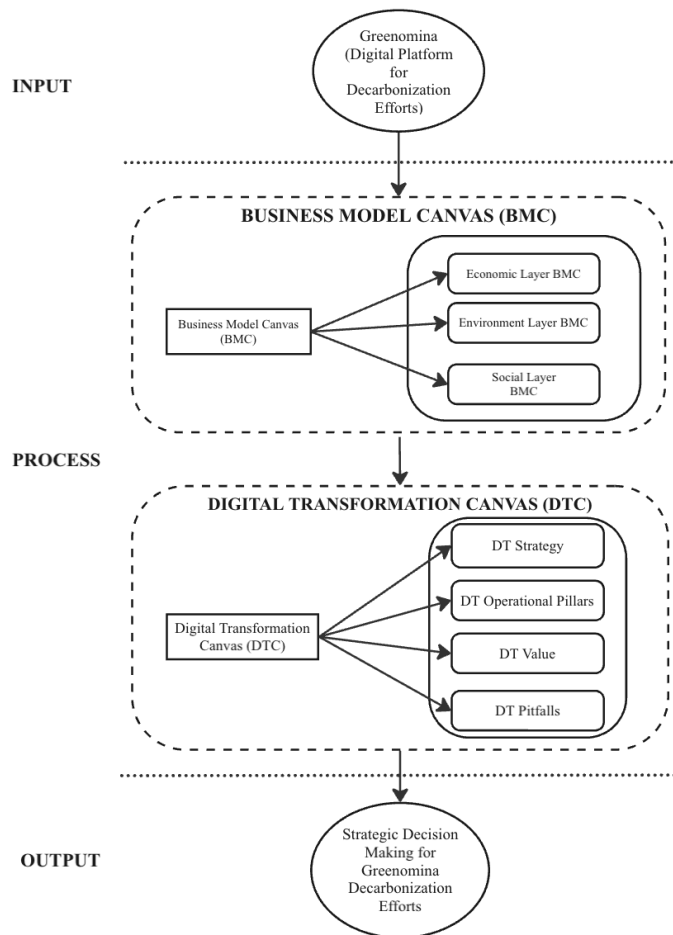 INPUT
Greenomina
(Digital Platform
for
Decarbonization
Efforts)
PROCESS
BUSINESS MODEL CANVAS (BMC)
Business Model Canvas
(BMC)
Economic Layer BMC
Environment Layer BMC
Social Layer
BMC
DIGITAL TRANSFORMATION CANVAS (DTC)
Digital Transformation
Canvas (DTC)
DT Strategy
DT Operational Pillars
DT Value
DT Pitfalls
OUTPUT
Strategic Decision
Making for
Greenomina
Decarbonization
Efforts